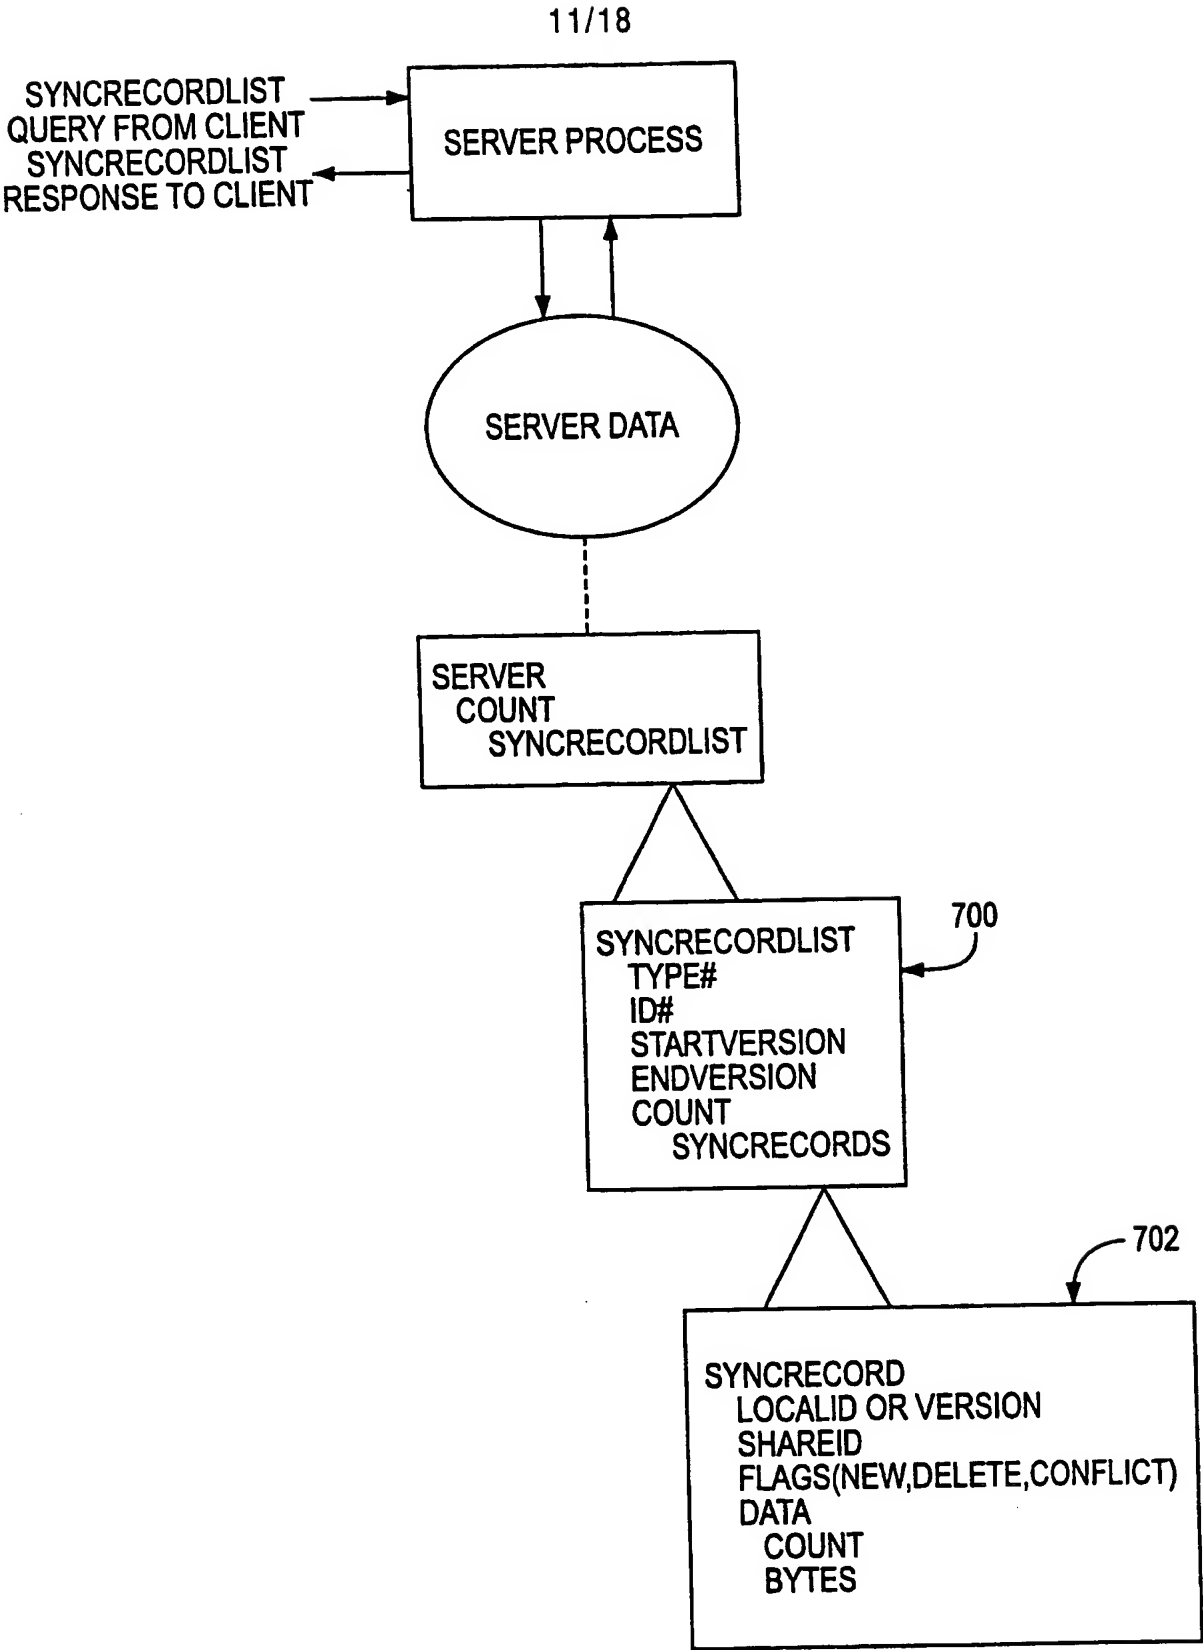 11/18
SYNCRECORDLIST
QUERY FROM CLIENT
SYNCRECORDLIST
RESPONSE TO CLIENT
SERVER PROCESS
SERVER DATA
SERVER
COUNT
SYNCRECORDLIST
700
SYNCRECORDLIST
TYPE#
ID#
STARTVERSION
ENDVERSION
COUNT
SYNCRECORDS
702
SYNCRECORD
LOCALID OR VERSION
SHAREID
FLAGS(NEW,DELETE,CONFLICT)
DATA
COUNT
BYTES